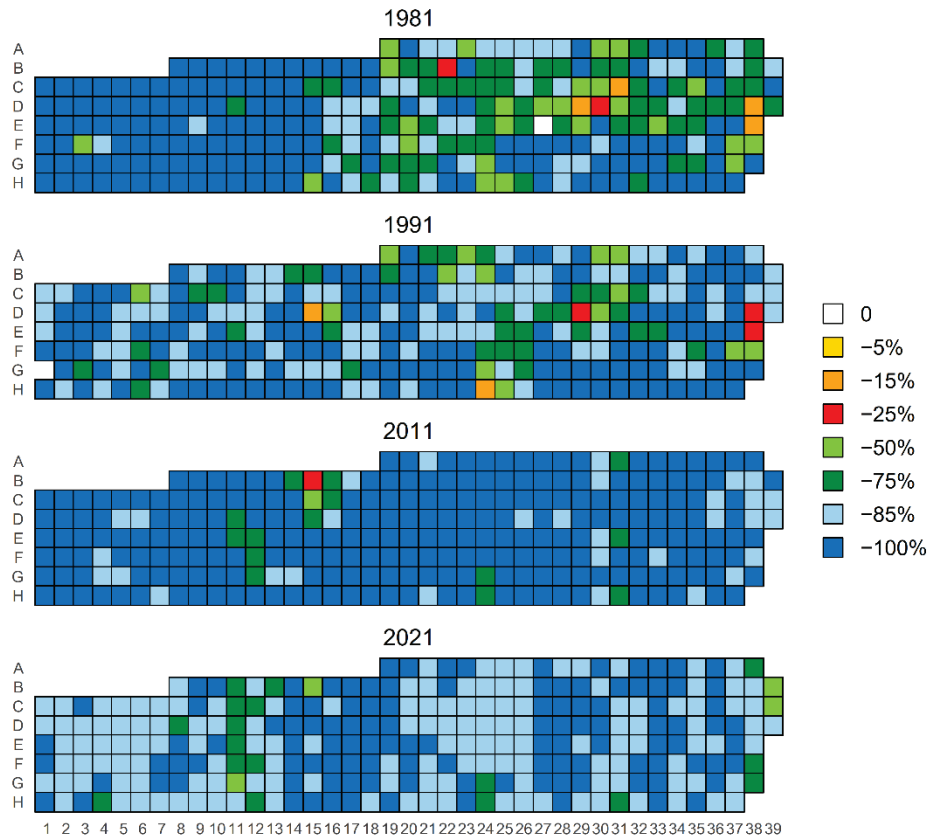 1981
A
B
C
D
E
F
G
H
1991
A
B
C
D
E
F
G
H
0
−5%
−15%
−25%
−50%
−75%
−85%
−100%
2011
A
B
C
D
E
F
G
H
2021
A
B
C
D
E
F
G
H
1 2 3 4 5 6 7 8 9 10 11 12 13 14 15 16 17 18 19 20 21 22 23 24 25 26 27 28 29 30 31 32 33 34 35 36 37 38 39